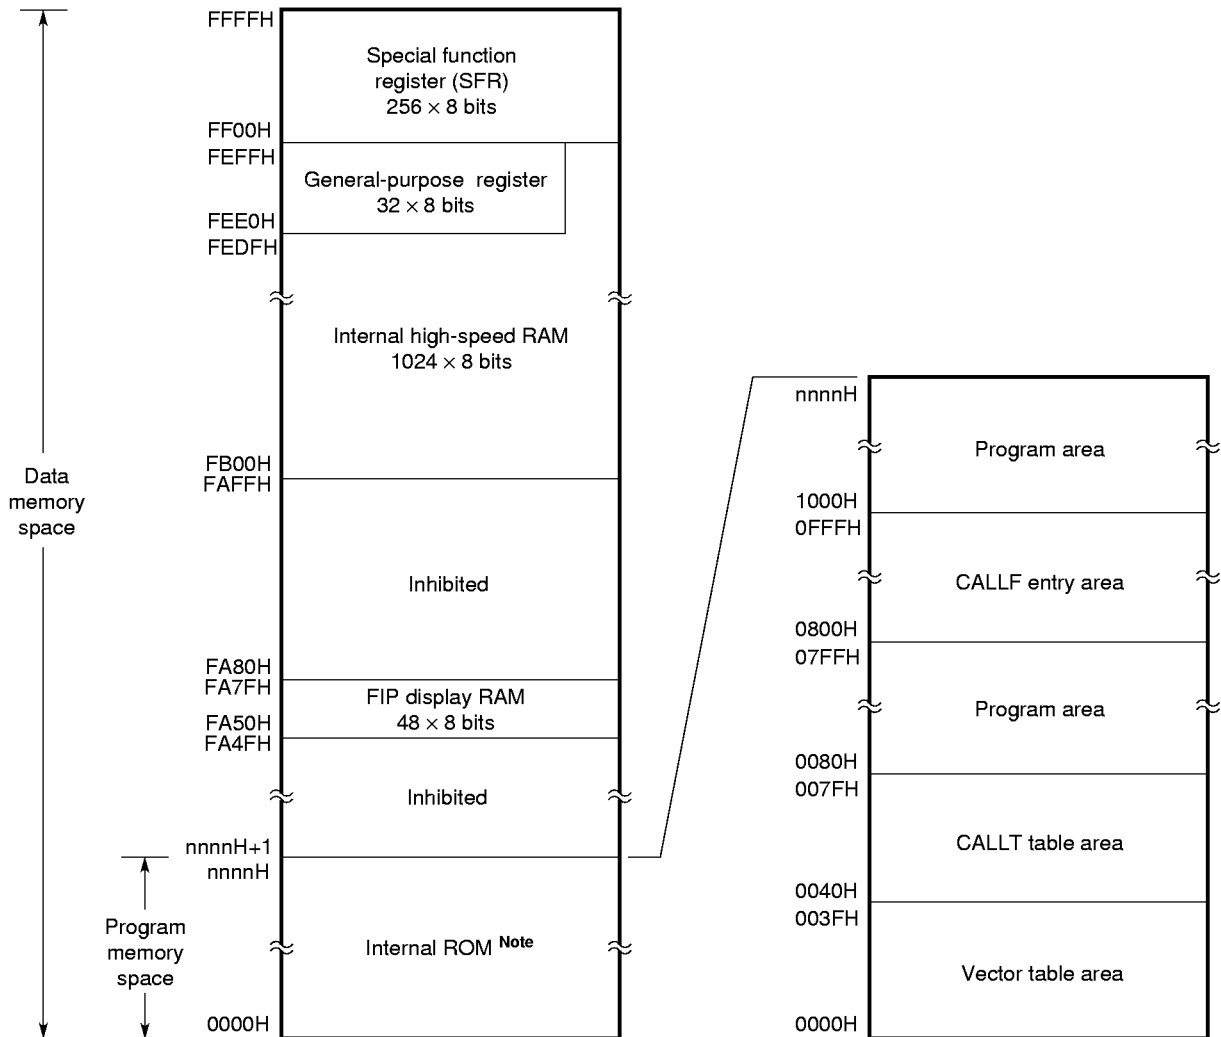 FFFFH
Special function
register (SFR)
256 × 8 bits
FF00H
FEFFH
General-purpose register
32 × 8 bits
FEE0H
FEDFH
Internal high-speed RAM
1024 × 8 bits
FB00H
FAFFH
Data
memory
space
Inhibited
FA80H
FA7FH
FIP display RAM
48 × 8 bits
FA50H
FA4FH
Inhibited
nnnnH+1
nnnnH
Program
memory
space
Internal ROM Note
0000H
nnnnH
Program area
1000H
0FFFH
CALLF entry area
0800H
07FFH
Program area
0080H
007FH
CALLT table area
0040H
003FH
Vector table area
0000H